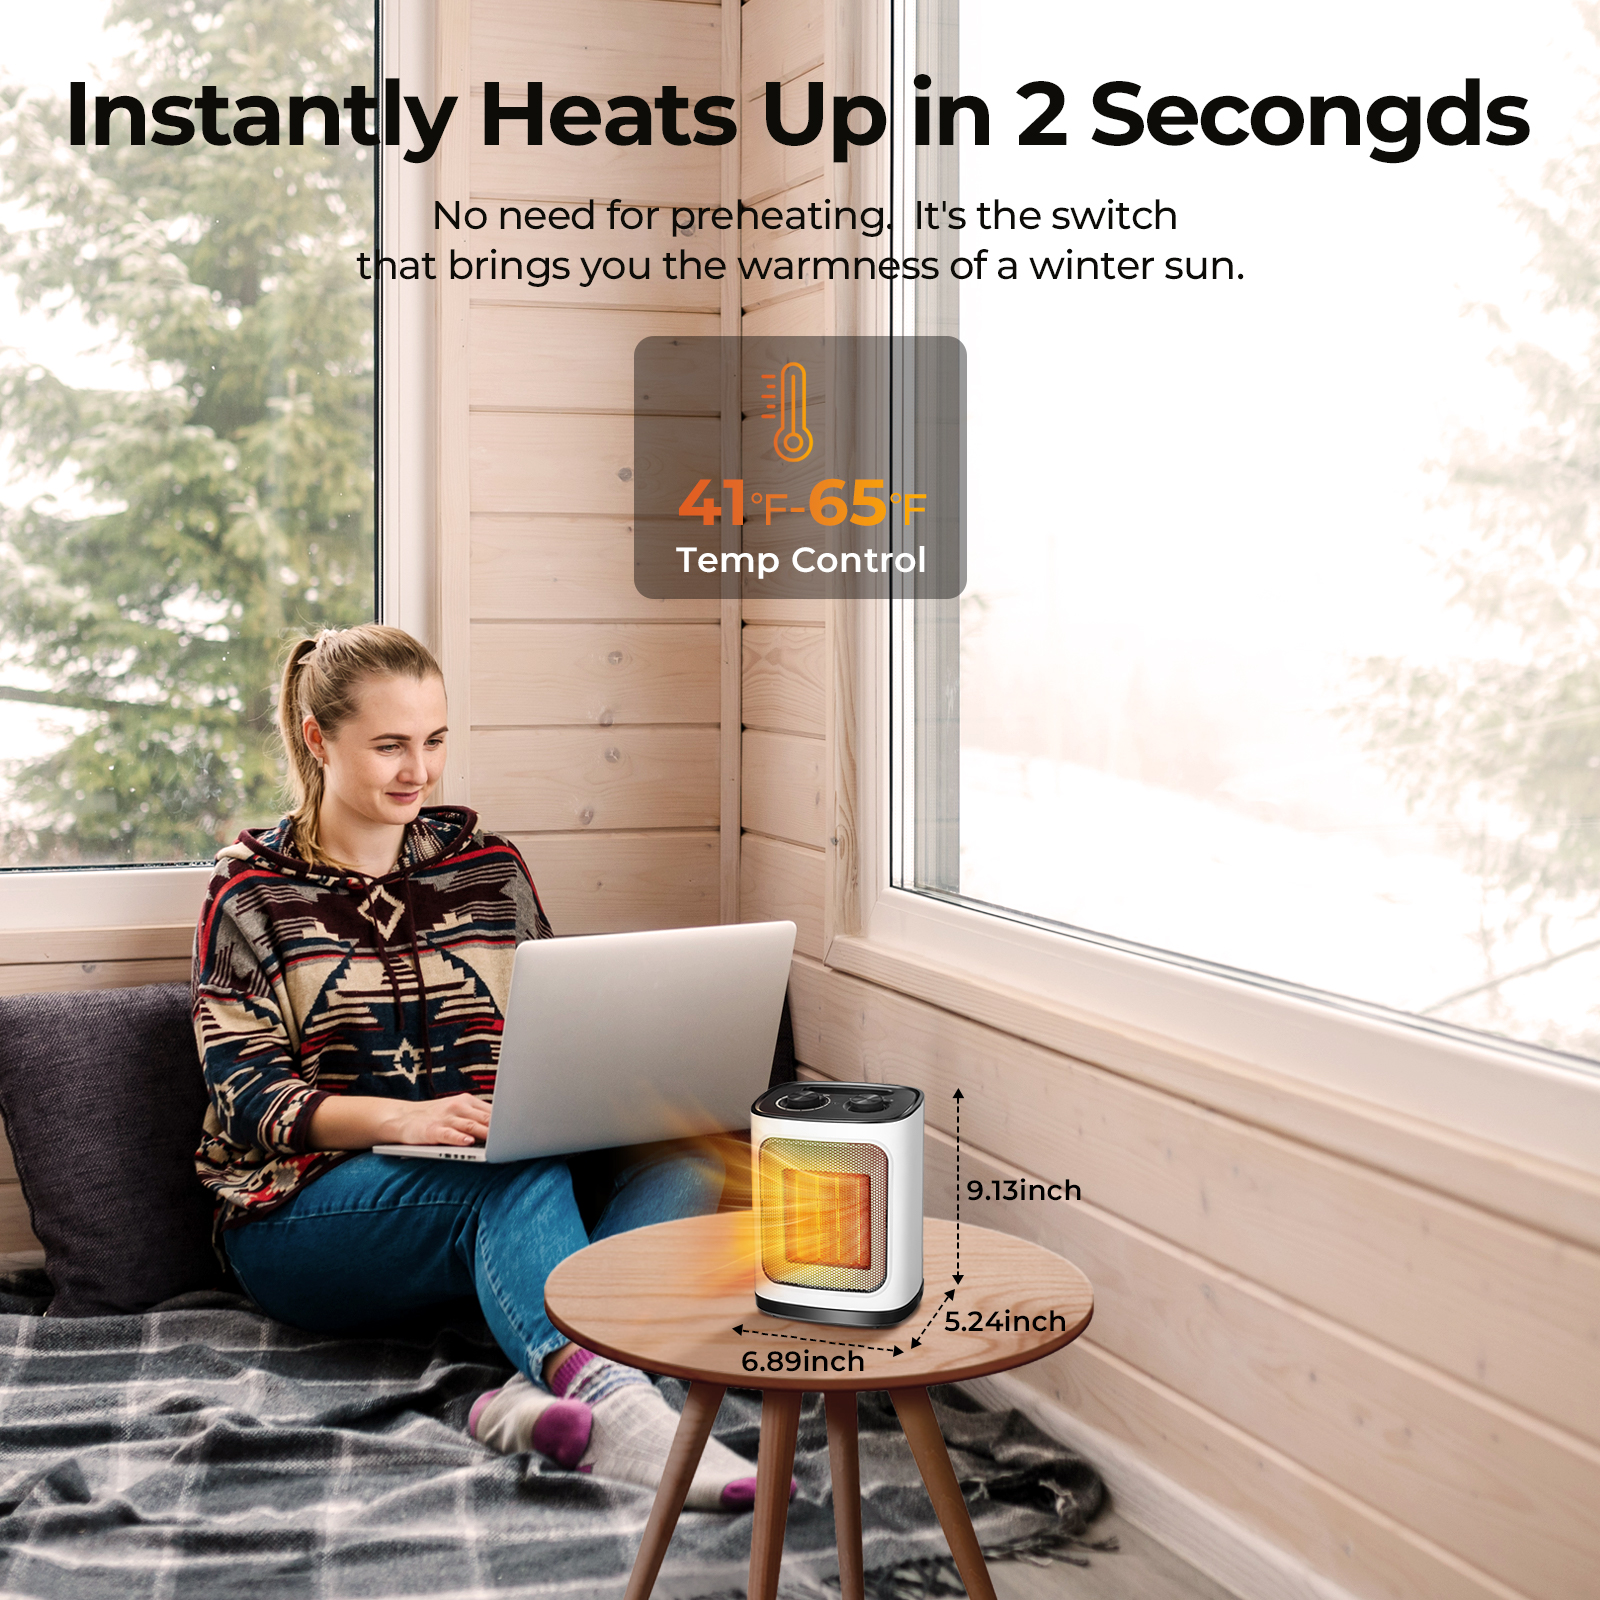 Instantly Heats Up in 2 Secongds
No need for preheating.  It's the switch
that brings you the warmness of a winter sun.
41°F-65°F
Temp Control
9.13inch
5.24inch
6.89inch